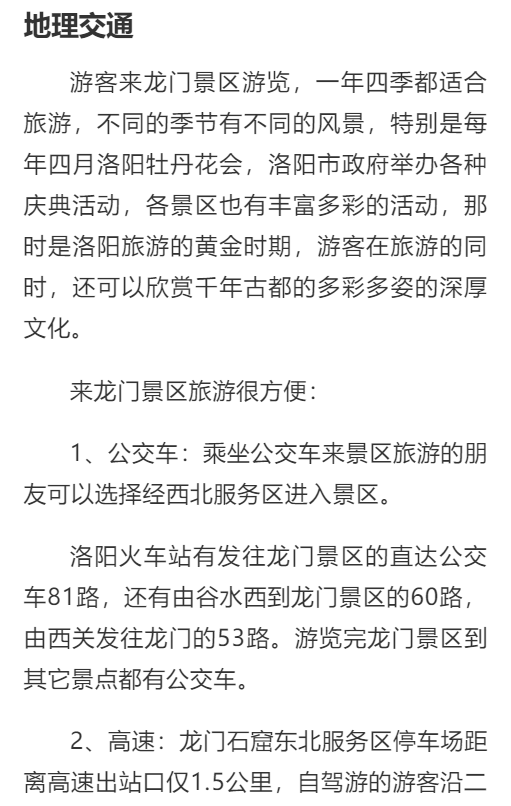 地理交通
游客来龙门景区游览，一年四季都适合
旅游，不同的季节有不同的风景，特别是每
年四月洛阳牡丹花会，洛阳市政府举办各种
庆典活动，各景区也有丰富多彩的活动，那
时是洛阳旅游的黄金时期，游客在旅游的同
时，还可以欣赏千年古都的多彩多姿的深厚
文化。
来龙门景区旅游很方便：
1、公交车：乘坐公交车来景区旅游的朋
友可以选择经西北服务区进入景区。
洛阳火车站有发往龙门景区的直达公交
车81路，还有由谷水西到龙门景区的60路，
由西关发往龙门的53路。游览完龙门景区到
其它景点都有公交车。
2、高速：龙门石窟东北服务区停车场距
离高速出站口仅1.5公里，自驾游的游客沿二